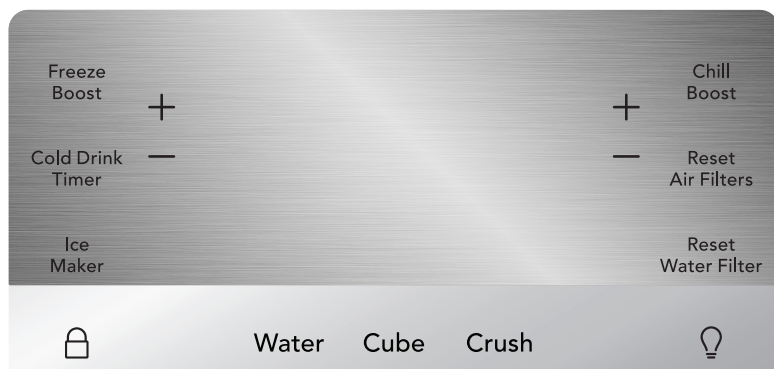 Freeze
Boost
+
−
Cold Drink
Timer
Ice
Maker
+
−
Chill
Boost
Reset
Air Filters
Reset
Water Filter
Water Cube Crush